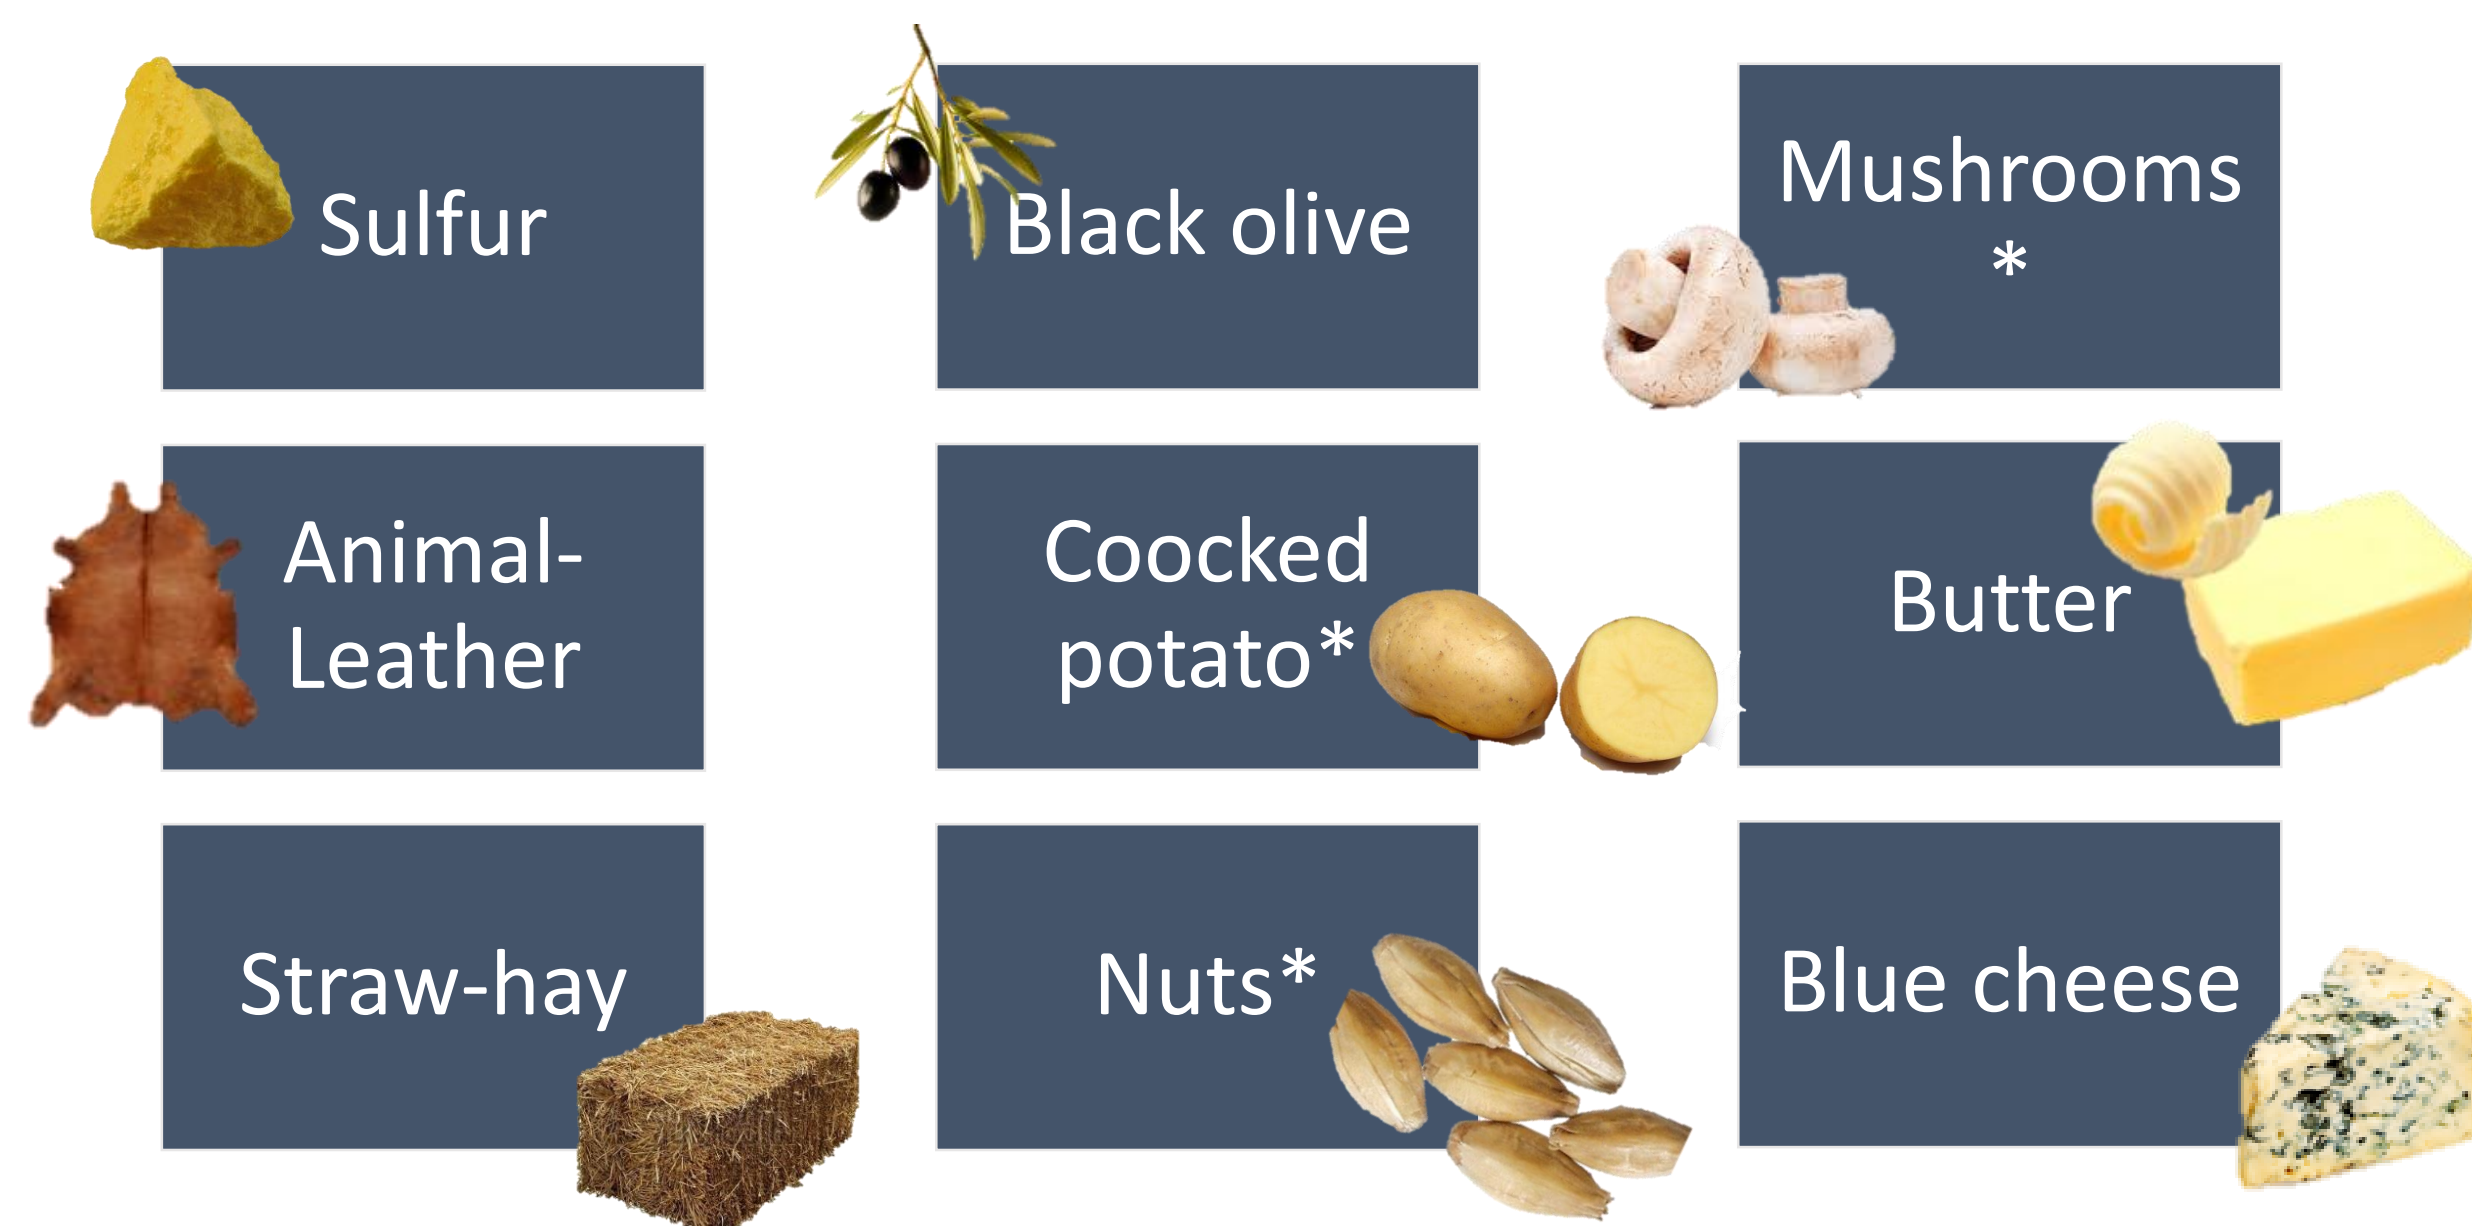 Sulfur
Black olive
Mushrooms
*
Animal-
Leather
Coocked
potato*
Butter
Straw-hay
Nuts*
Blue cheese